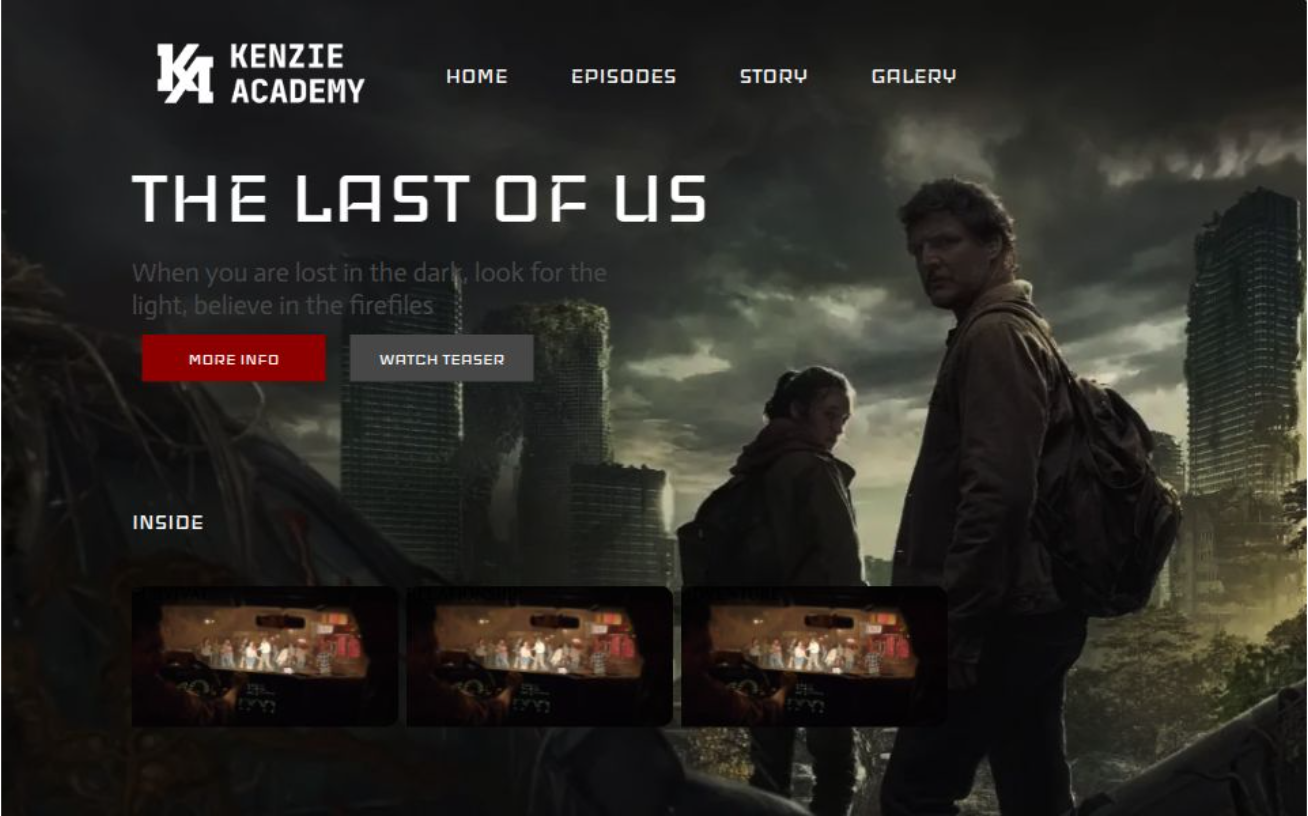 KENZIE
ACADEMY
HOME EPISODES STORY GALERY
THE LAST OF US
When you are lost in the dark, look for the
light, believe in the firefiles
MORE INFO WATCH TEASER
INSIDE